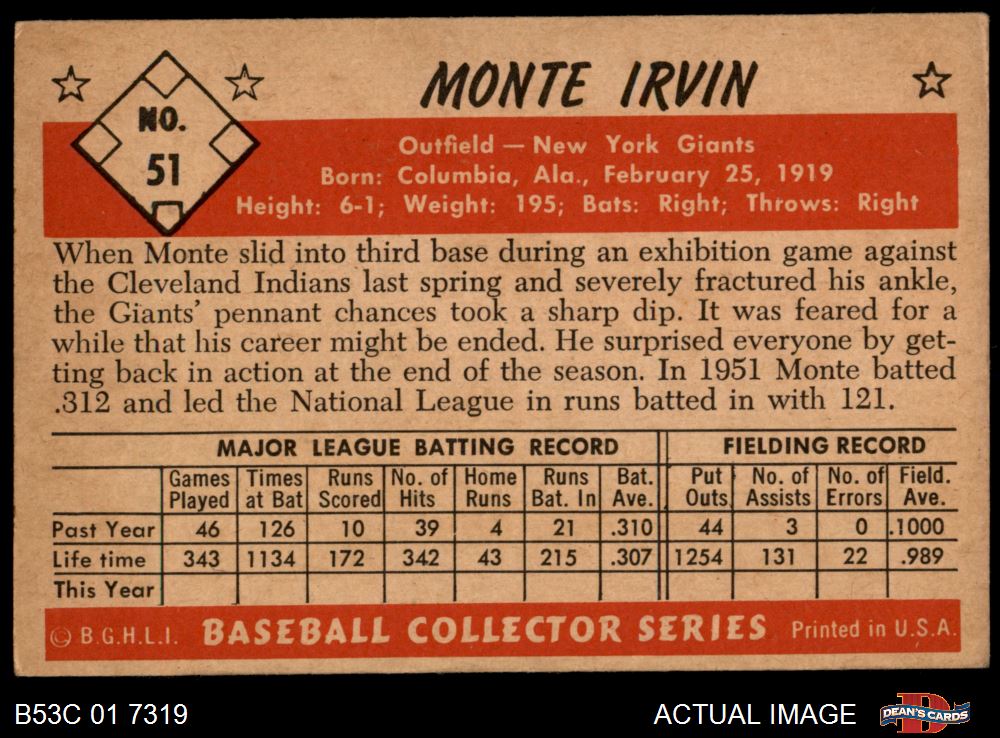 MONTE IRVIN
NO.
51
Outfield — New York Giants
Born: Columbia, Ala., February 25, 1919
Height: 6-1; Weight: 195; Bats: Right; Throws: Right
When Monte slid into third base during an exhibition game against
the Cleveland Indians last spring and severely fractured his ankle,
the Giants' pennant chances took a sharp dip. It was feared for a
while that his career might be ended. He surprised everyone by get-
ting back in action at the end of the season. In 1951 Monte batted
.312 and led the National League in runs batted in with 121.
MAJOR LEAGUE BATTING RECORD FIELDING RECORD
Games Times Runs No. of Home Runs Bat. Put No. of No. of Field.
Played at Bat Scored Hits Runs Bat. In Ave. Outs Assists Errors Ave.
Past Year 46 126 10 39 4 21 .310 44 3 0 .1000
Life time 343 1134 172 342 43 215 .307 1254 131 22 .989
This Year
© B.G.H.L.I. BASEBALL COLLECTOR SERIES Printed in U.S.A.
B53C 01 7319 ACTUAL IMAGE DEAN'S CARDS